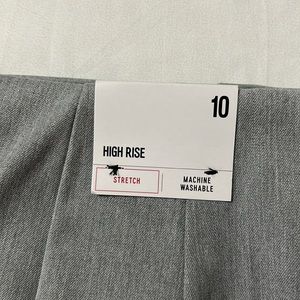 10
HIGH RISE
STRETCH
MACHINE
WASHABLE